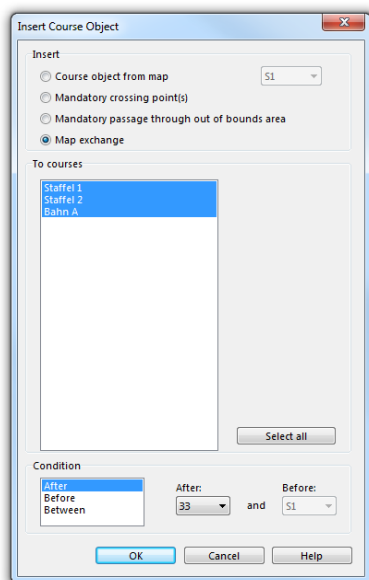 Insert Course Object
Insert
Course object from map
S1
Mandatory crossing point(s)
Mandatory passage through out of bounds area
Map exchange
To courses
Staffel 1
Staffel 2
Bahn A
Select all
Condition
After
Before
Between
After:
33
and
Before:
S1
OK
Cancel
Help